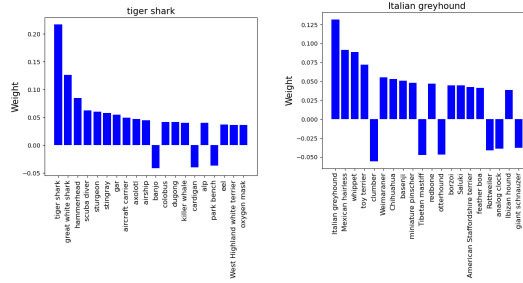 tiger shark
Weight
0.20
0.15
0.10
0.05
0.00
−0.05
tiger shark
great white shark
hammerhead
scuba diver
sturgeon
stingray
gar
aircraft carrier
axolotl
airship
banjo
colobus
dugong
killer whale
cardigan
alp
park bench
eel
West Highland white terrier
oxygen mask
Italian greyhound
Weight
0.125
0.100
0.075
0.050
0.025
0.000
−0.025
−0.050
Italian greyhound
Mexican hairless
whippet
toy terrier
clumber
Weimaraner
Chihuahua
basenji
miniature pinscher
Tibetan mastiff
redbone
otterhound
borzoi
Saluki
American Staffordshire terrier
feather boa
Rottweiler
analog clock
Ibizan hound
giant schnauzer